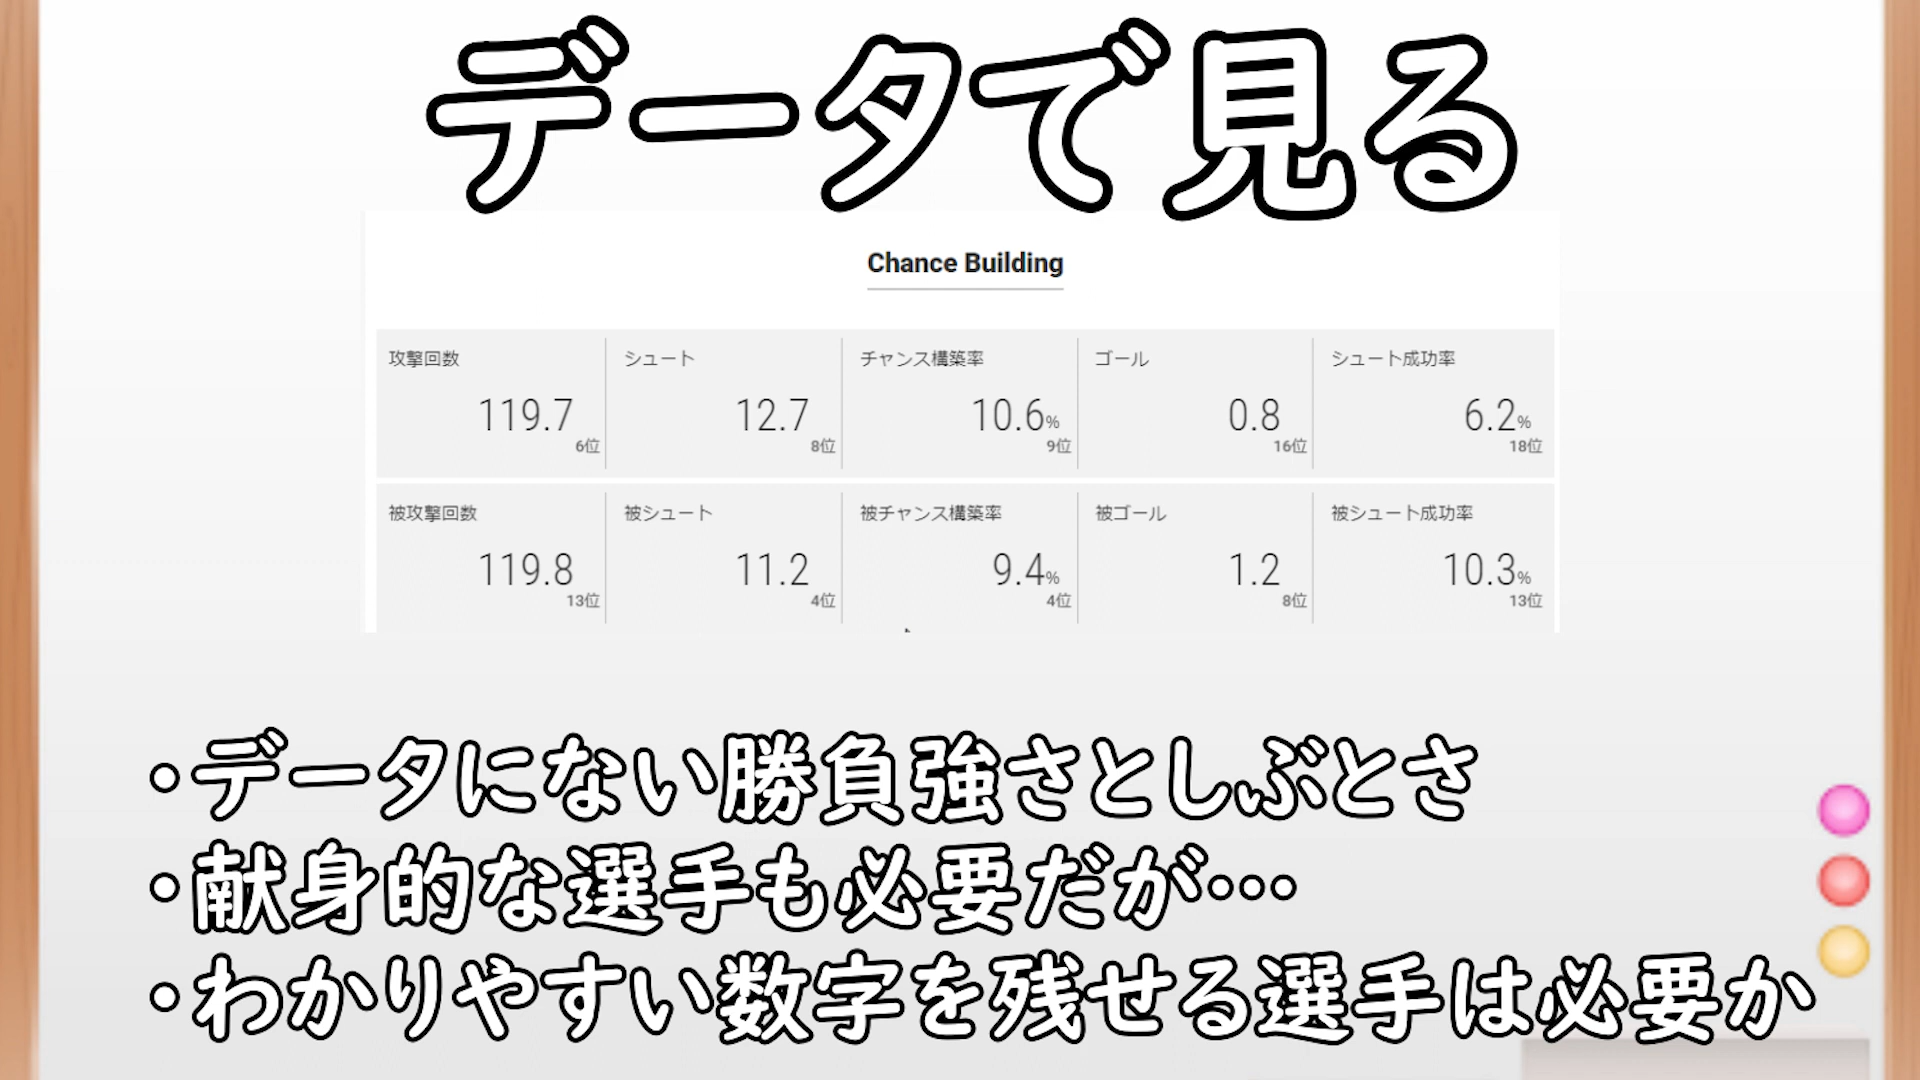 データで見る
Chance Building
攻撃回数 シュート チャンス構築率 ゴール シュート成功率
119.7 12.7 10.6% 0.8 6.2%
6位 8位 9位 16位 18位
被攻撃回数 被シュート 被チャンス構築率 被ゴール 被シュート成功率
119.8 11.2 9.4% 1.2 10.3%
13位 4位 4位 8位 13位
・データにない勝負強さとしぶとさ
・献身的な選手も必要だが…
・わかりやすい数字を残せる選手は必要か